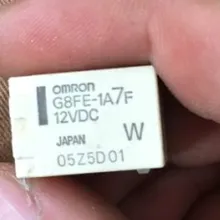 OMRON
G8FE-1A7F
12VDC
JAPAN W
05Z5D01